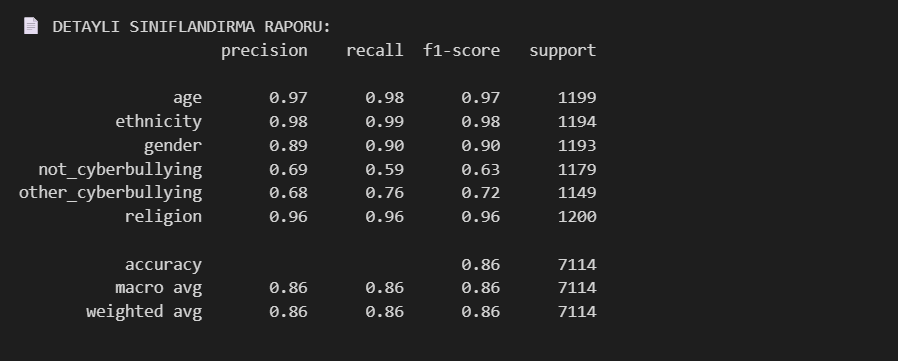 📄 DETAYLI SINIFLANDIRMA RAPORU:
precision recall f1-score support
age 0.97 0.98 0.97 1199
ethnicity 0.98 0.99 0.98 1194
gender 0.89 0.90 0.90 1193
not_cyberbullying 0.69 0.59 0.63 1179
other_cyberbullying 0.68 0.76 0.72 1149
religion 0.96 0.96 0.96 1200
accuracy 0.86 7114
macro avg 0.86 0.86 0.86 7114
weighted avg 0.86 0.86 0.86 7114